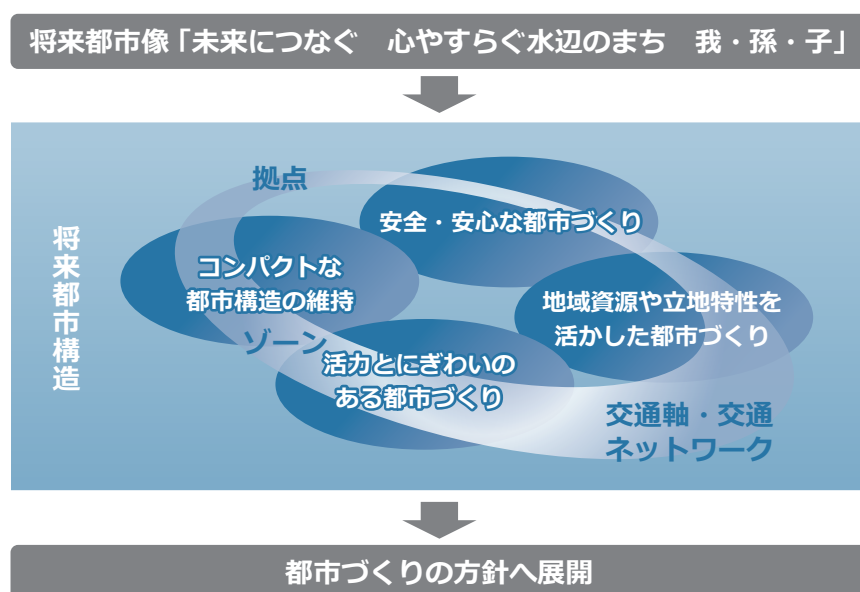 将来都市像「未来につなぐ　心やすらぐ水辺のまち　我・孫・子」
将来都市構造
拠点
安全・安心な都市づくり
コンパクトな
都市構造の維持
地域資源や立地特性を
活かした都市づくり
ゾーン
活力とにぎわいの
ある都市づくり
交通軸・交通
ネットワーク
都市づくりの方針へ展開